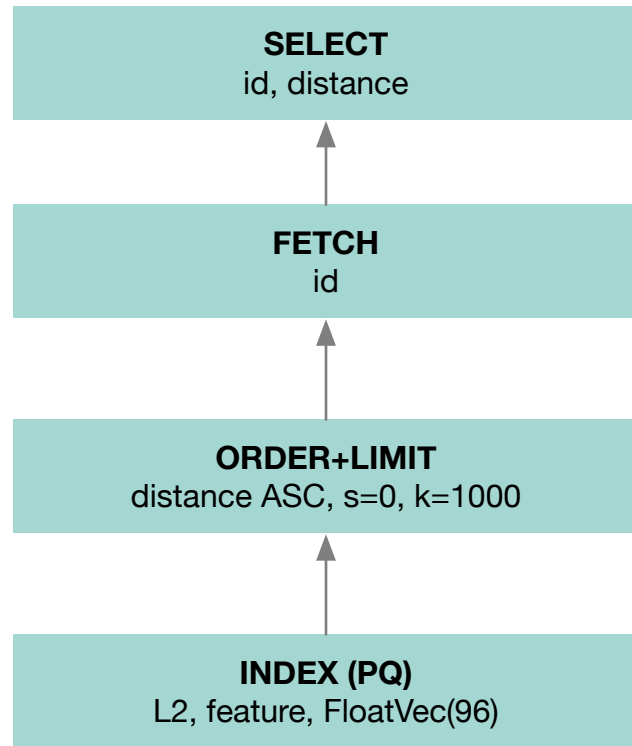 SELECT
id, distance
FETCH
id
ORDER+LIMIT
distance ASC, s=0, k=1000
INDEX (PQ)
L2, feature, FloatVec(96)